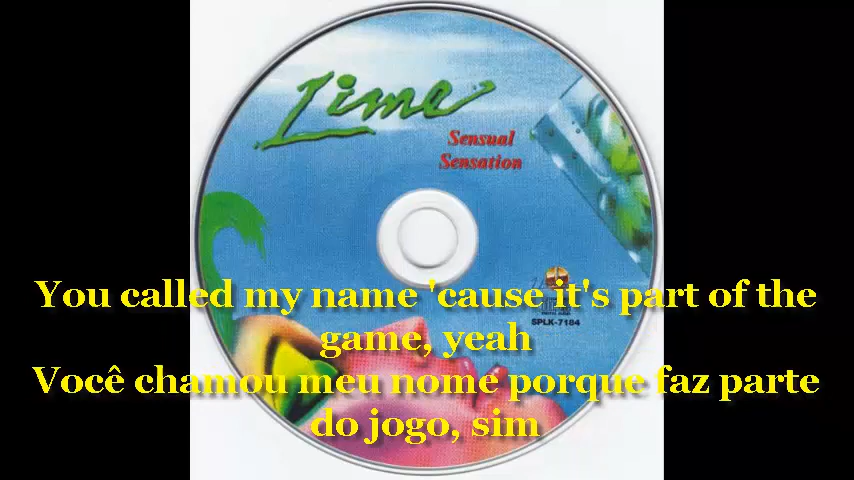 Lime
Sensual
Sensation
SPLK-7184
You called my name 'cause it's part of the
game, yeah
Você chamou meu nome porque faz parte
do jogo, sim